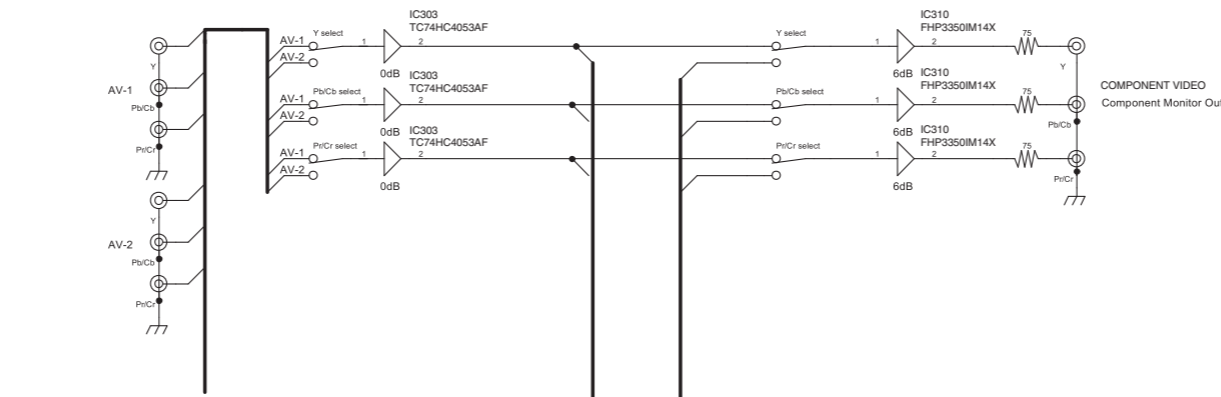 IC303
TC74HC4053AF
IC310
FHP3350IM14X
Y select
AV-1
1
2
Y select
1
2
75
AV-2
0dB
6dB
Y
Y
AV-1
IC303
TC74HC4053AF
IC310
FHP3350IM14X
COMPONENT VIDEO
Component Monitor Out
Pb/Cb select
AV-1
1
2
Pb/Cb select
1
2
75
Pb/Cb
AV-2
0dB
6dB
Pb/Cb
IC303
TC74HC4053AF
IC310
FHP3350IM14X
Pr/Cr select
AV-1
1
2
Pr/Cr select
1
2
75
Pr/Cr
AV-2
0dB
6dB
Pr/Cr
Y
AV-2
Pb/Cb
Pr/Cr